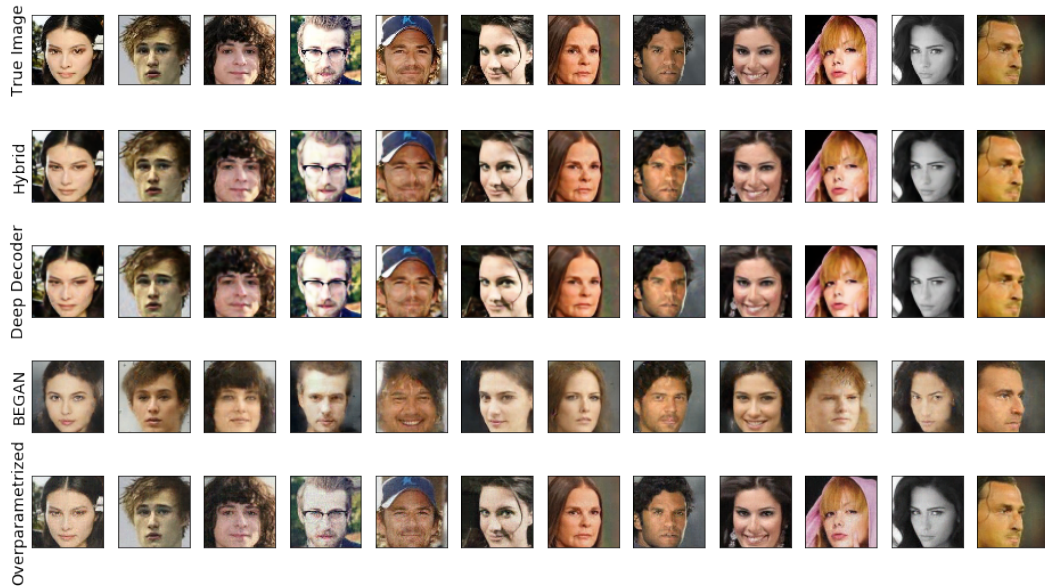 True Image
Hybrid
Deep Decoder
BEGAN
Overparametrized